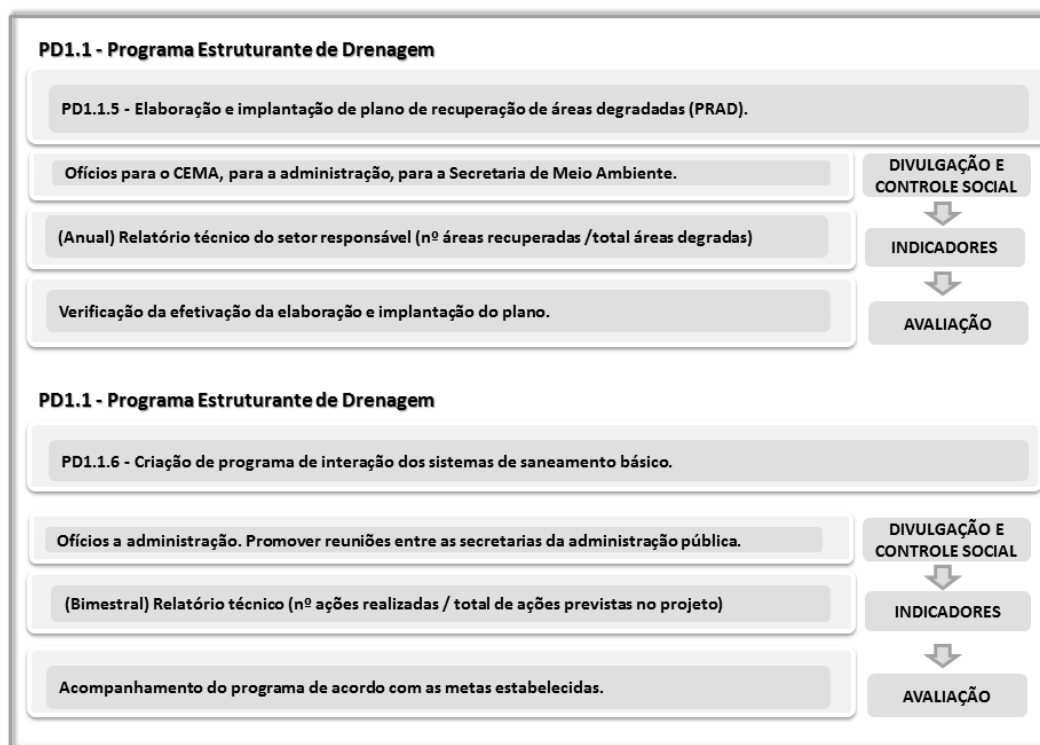 PD1.1 - Programa Estruturante de Drenagem
PD1.1.5 - Elaboração e implantação de plano de recuperação de áreas degradadas (PRAD).
Ofícios para o CEMA, para a administração, para a Secretaria de Meio Ambiente.
DIVULGAÇÃO E
CONTROLE SOCIAL
(Anual) Relatório técnico do setor responsável (nº áreas recuperadas /total áreas degradas)
INDICADORES
Verificação da efetivação da elaboração e implantação do plano.
AVALIAÇÃO
PD1.1 - Programa Estruturante de Drenagem
PD1.1.6 - Criação de programa de interação dos sistemas de saneamento básico.
Ofícios a administração. Promover reuniões entre as secretarias da administração pública.
DIVULGAÇÃO E
CONTROLE SOCIAL
(Bimestral) Relatório técnico (nº ações realizadas / total de ações previstas no projeto)
INDICADORES
Acompanhamento do programa de acordo com as metas estabelecidas.
AVALIAÇÃO